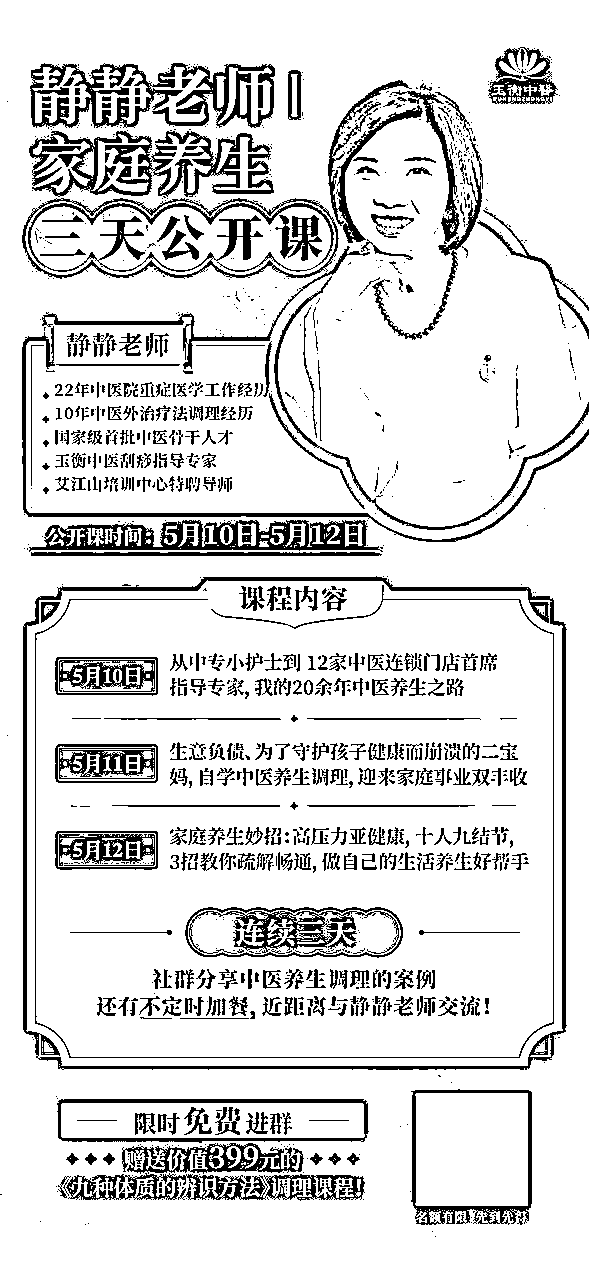 静静老师|
玉衡中医
家庭养生
三天公开课
静静老师
22年中医院重症医学工作经历
10年中医外治疗法调理经历
国家级首批中医骨干人才
玉衡中医刮痧指导专家
艾江山培训中心特聘导师
公开课时间：5月10日-5月12日
课程内容
5月10日
从中专小护士到 12家中医连锁门店首席
指导专家, 我的20余年中医养生之路
5月11日
生意负债、为了守护孩子健康而崩溃的二宝
妈, 自学中医养生调理, 迎来家庭事业双丰收
5月12日
家庭养生妙招：高压力亚健康, 十人九结节,
3招教你疏解畅通, 做自己的生活养生好帮手
连续三天
社群分享中医养生调理的案例
还有不定时加餐, 近距离与静静老师交流！
限时免费进群
赠送价值399元的
《九种体质的辨识方法》调理课程！
名额有限 先到先得